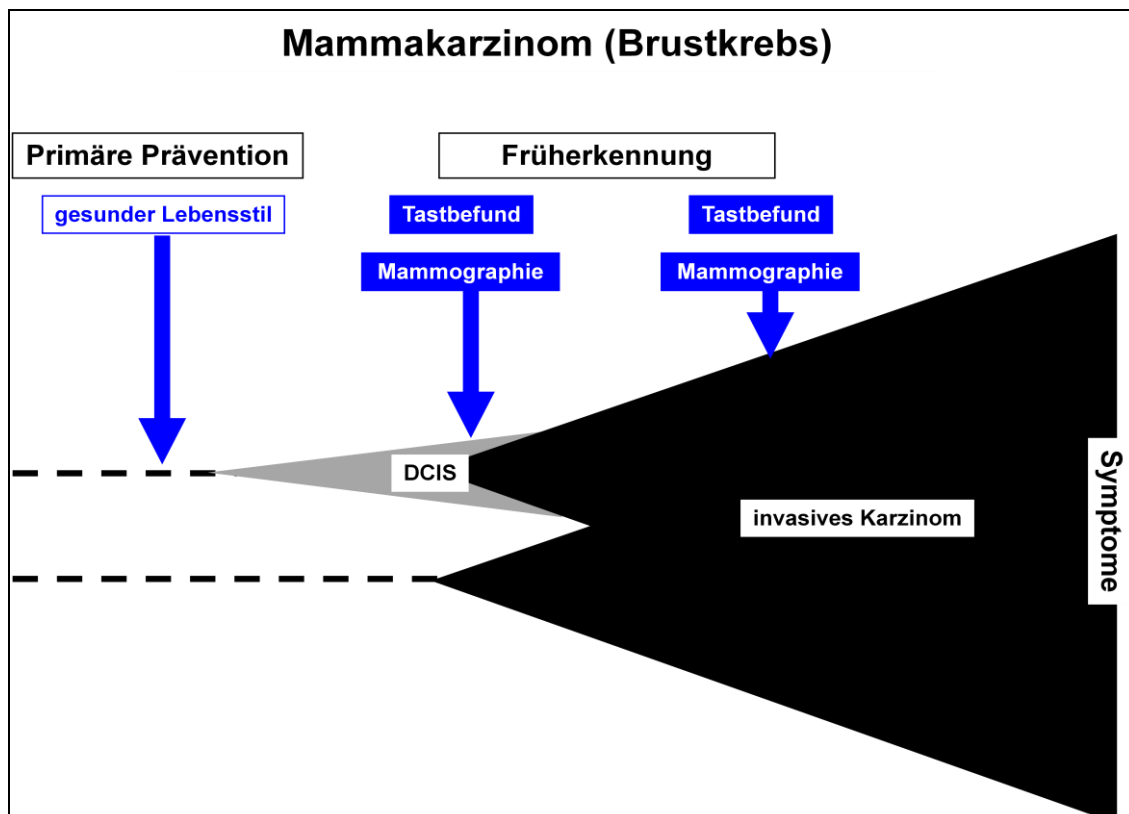 Mammakarzinom (Brustkrebs)
Primäre Prävention
Früherkennung
gesunder Lebensstil
Tastbefund
Tastbefund
Mammographie
Mammographie
DCIS
invasives Karzinom
Symptome